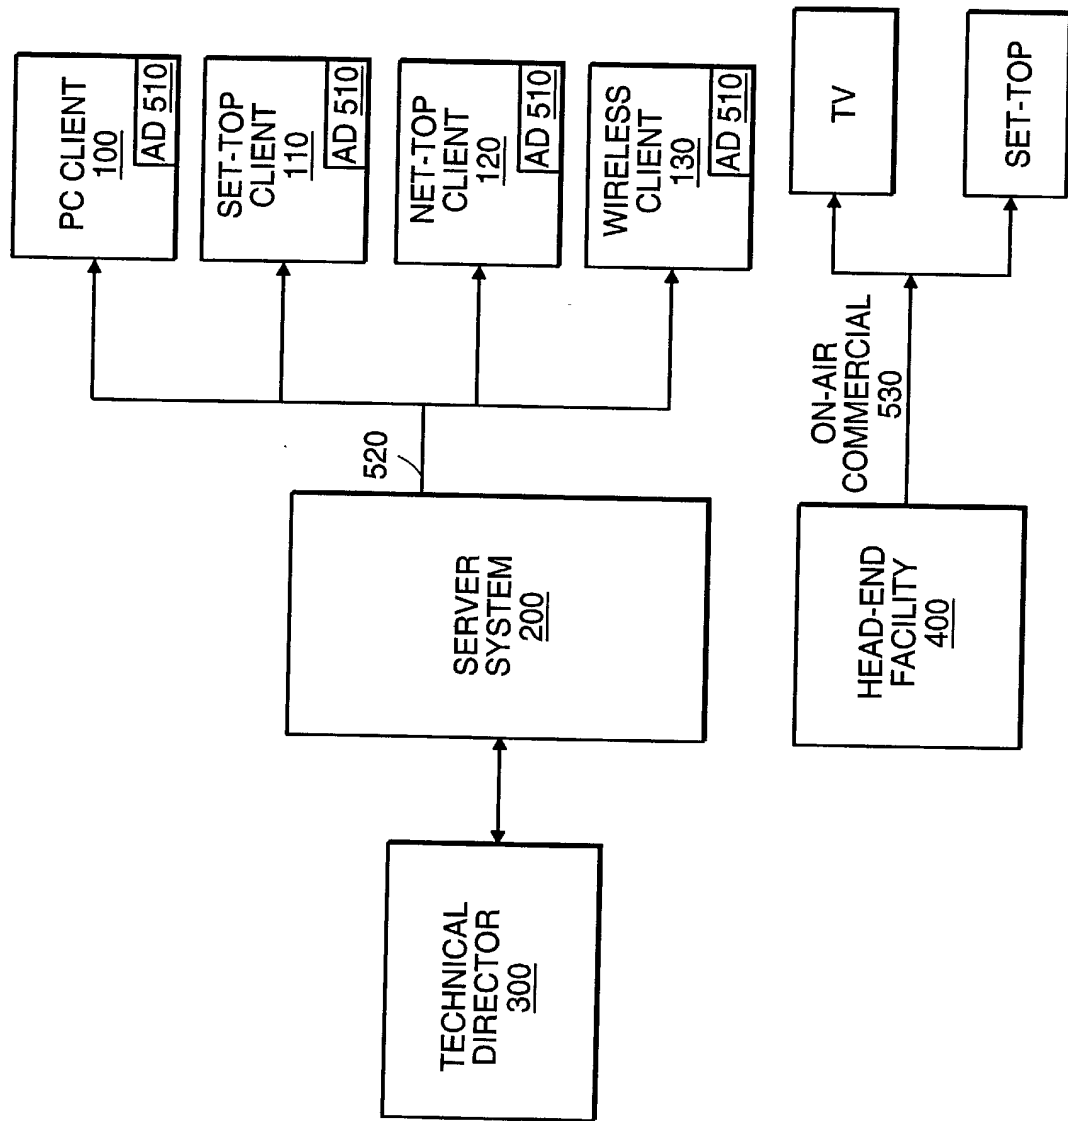 PC CLIENT
100
AD 510
SET-TOP
CLIENT
110
AD 510
NET-TOP
CLIENT
120
AD 510
WIRELESS
CLIENT
130
AD 510
520
SERVER
SYSTEM
200
TECHNICAL
DIRECTOR
300
TV
SET-TOP
ON-AIR
COMMERCIAL
530
HEAD-END
FACILITY
400